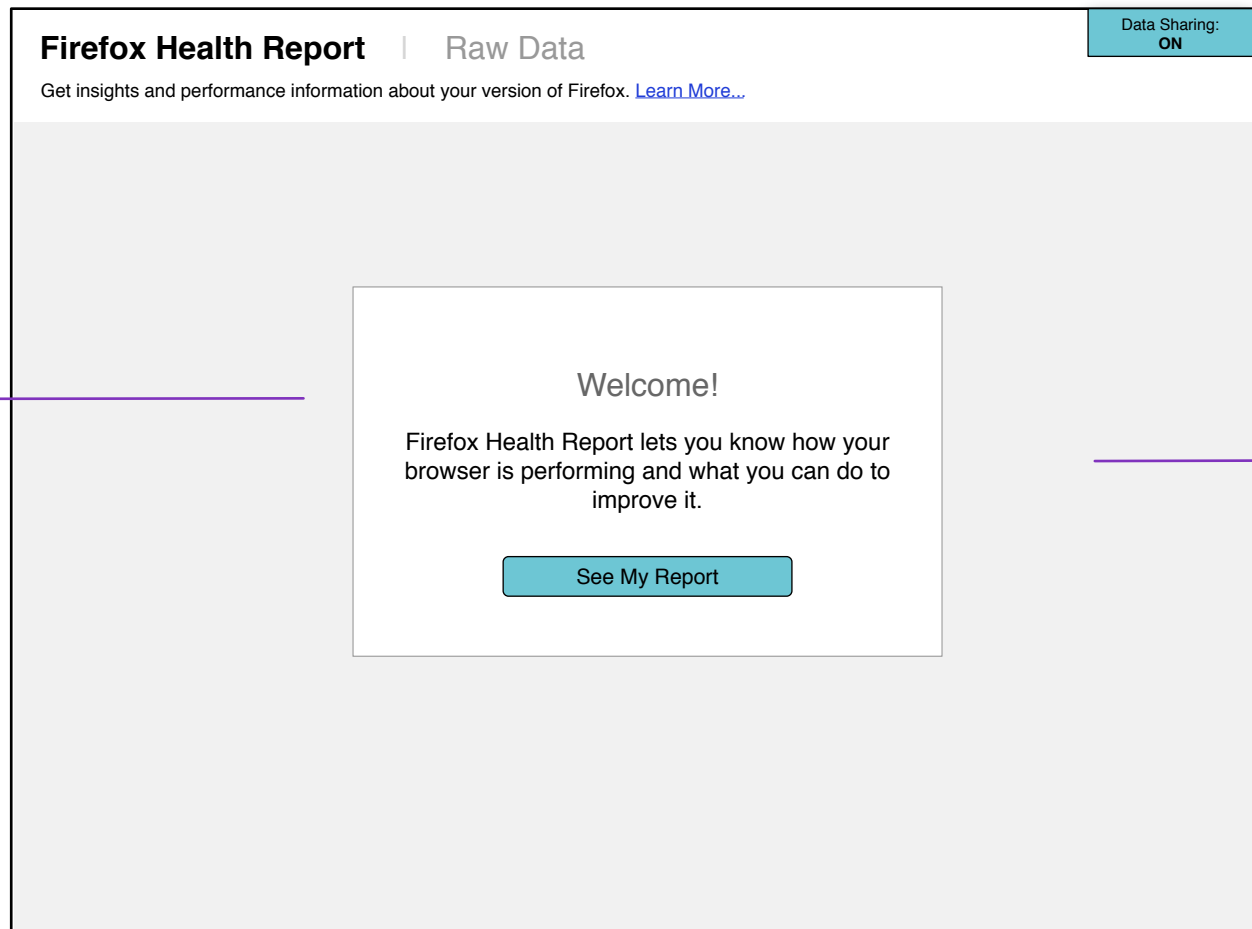 Firefox Health Report | Raw Data
Data Sharing:
ON
Get insights and performance information about your version of Firefox. Learn More...
Welcome!
Firefox Health Report lets you know how your
browser is performing and what you can do to
improve it.
See My Report